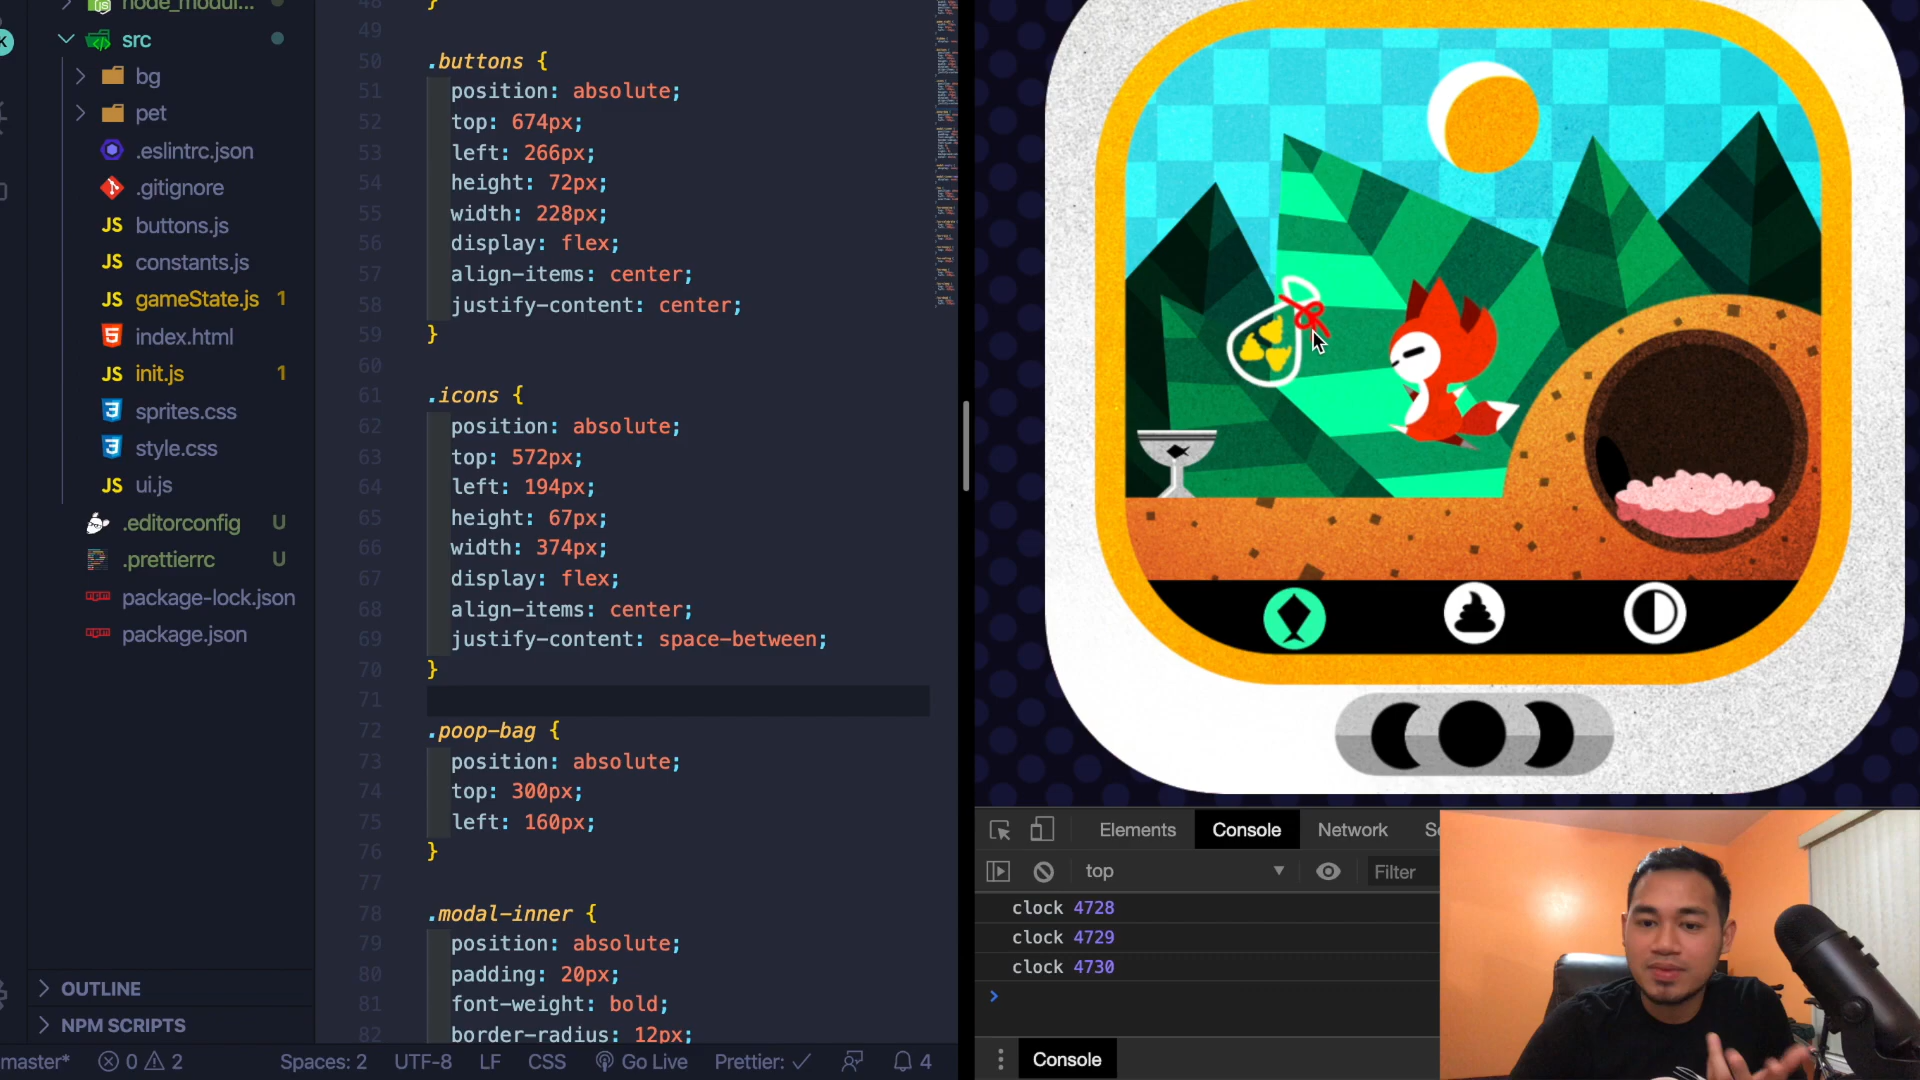 node_modul...
src
bg
pet
.eslintrc.json
.gitignore
JS buttons.js
JS constants.js
JS gameState.js 1
index.html
JS init.js 1
sprites.css
style.css
JS ui.js
.editorconfig U
.prettierrc U
package-lock.json
package.json
OUTLINE
NPM SCRIPTS
48 }
49
50 .buttons {
51 position: absolute;
52 top: 674px;
53 left: 266px;
54 height: 72px;
55 width: 228px;
56 display: flex;
57 align-items: center;
58 justify-content: center;
59 }
60
61 .icons {
62 position: absolute;
63 top: 572px;
64 left: 194px;
65 height: 67px;
66 width: 374px;
67 display: flex;
68 align-items: center;
69 justify-content: space-between;
70 }
71
72 .poop-bag {
73 position: absolute;
74 top: 300px;
75 left: 160px;
76 }
77
78 .modal-inner {
79 position: absolute;
80 padding: 20px;
81 font-weight: bold;
82 border-radius: 12px;
master* 0 2 Spaces: 2 UTF-8 LF CSS Go Live Prettier: ✓ 4
Elements Console Network
top Filter
clock 4728
clock 4729
clock 4730
>
Console